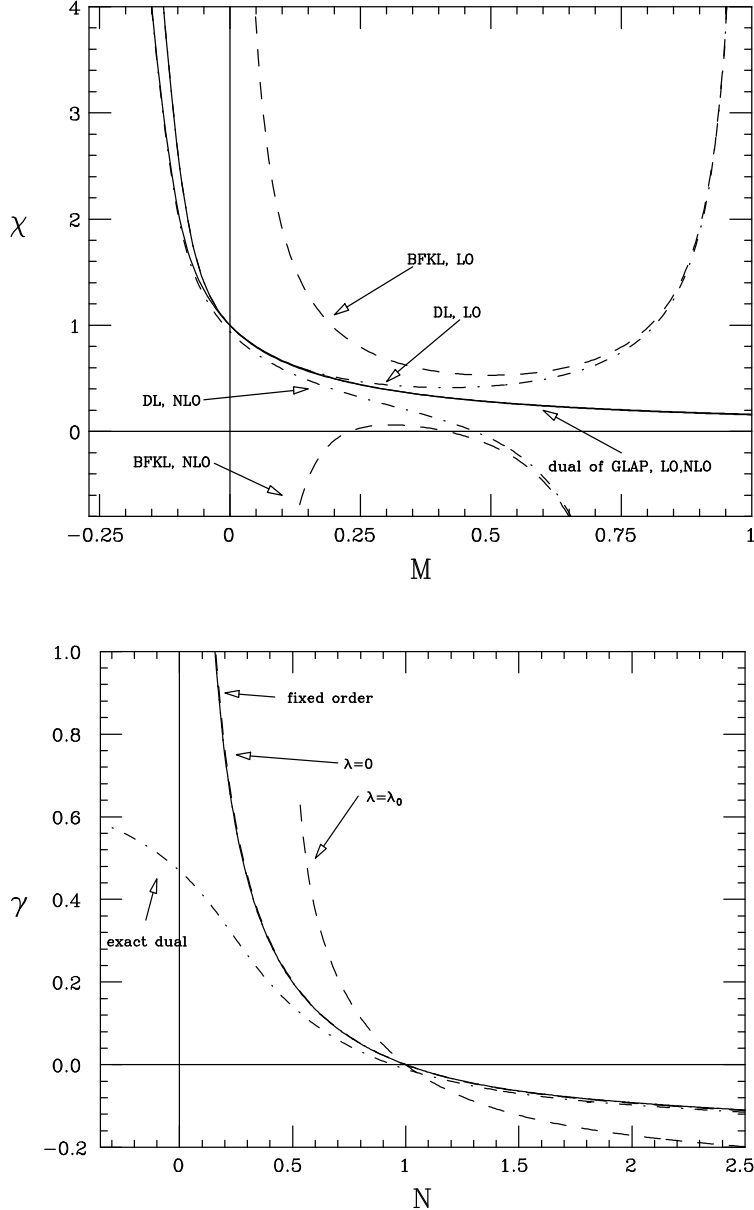 4
3
χ
2
BFKL, LO
DL, LO
1
DL, NLO
0
BFKL, NLO
dual of GLAP, LO,NLO
−0.25
0
0.25
0.5
0.75
1
M
1.0
fixed order
0.8
λ=0
λ=λ₀
0.6
γ
0.4
exact dual
0.2
0.0
−0.2
0
0.5
1
1.5
2
2.5
N